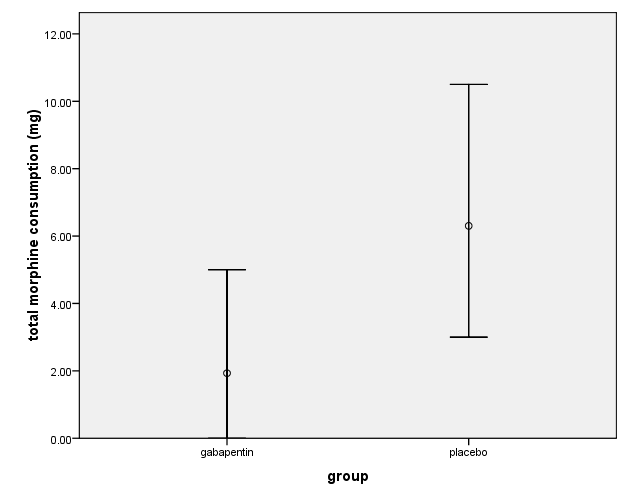 total morphine consumption (mg)
12.00
10.00
8.00
6.00
4.00
2.00
0.00
gabapentin
placebo
group